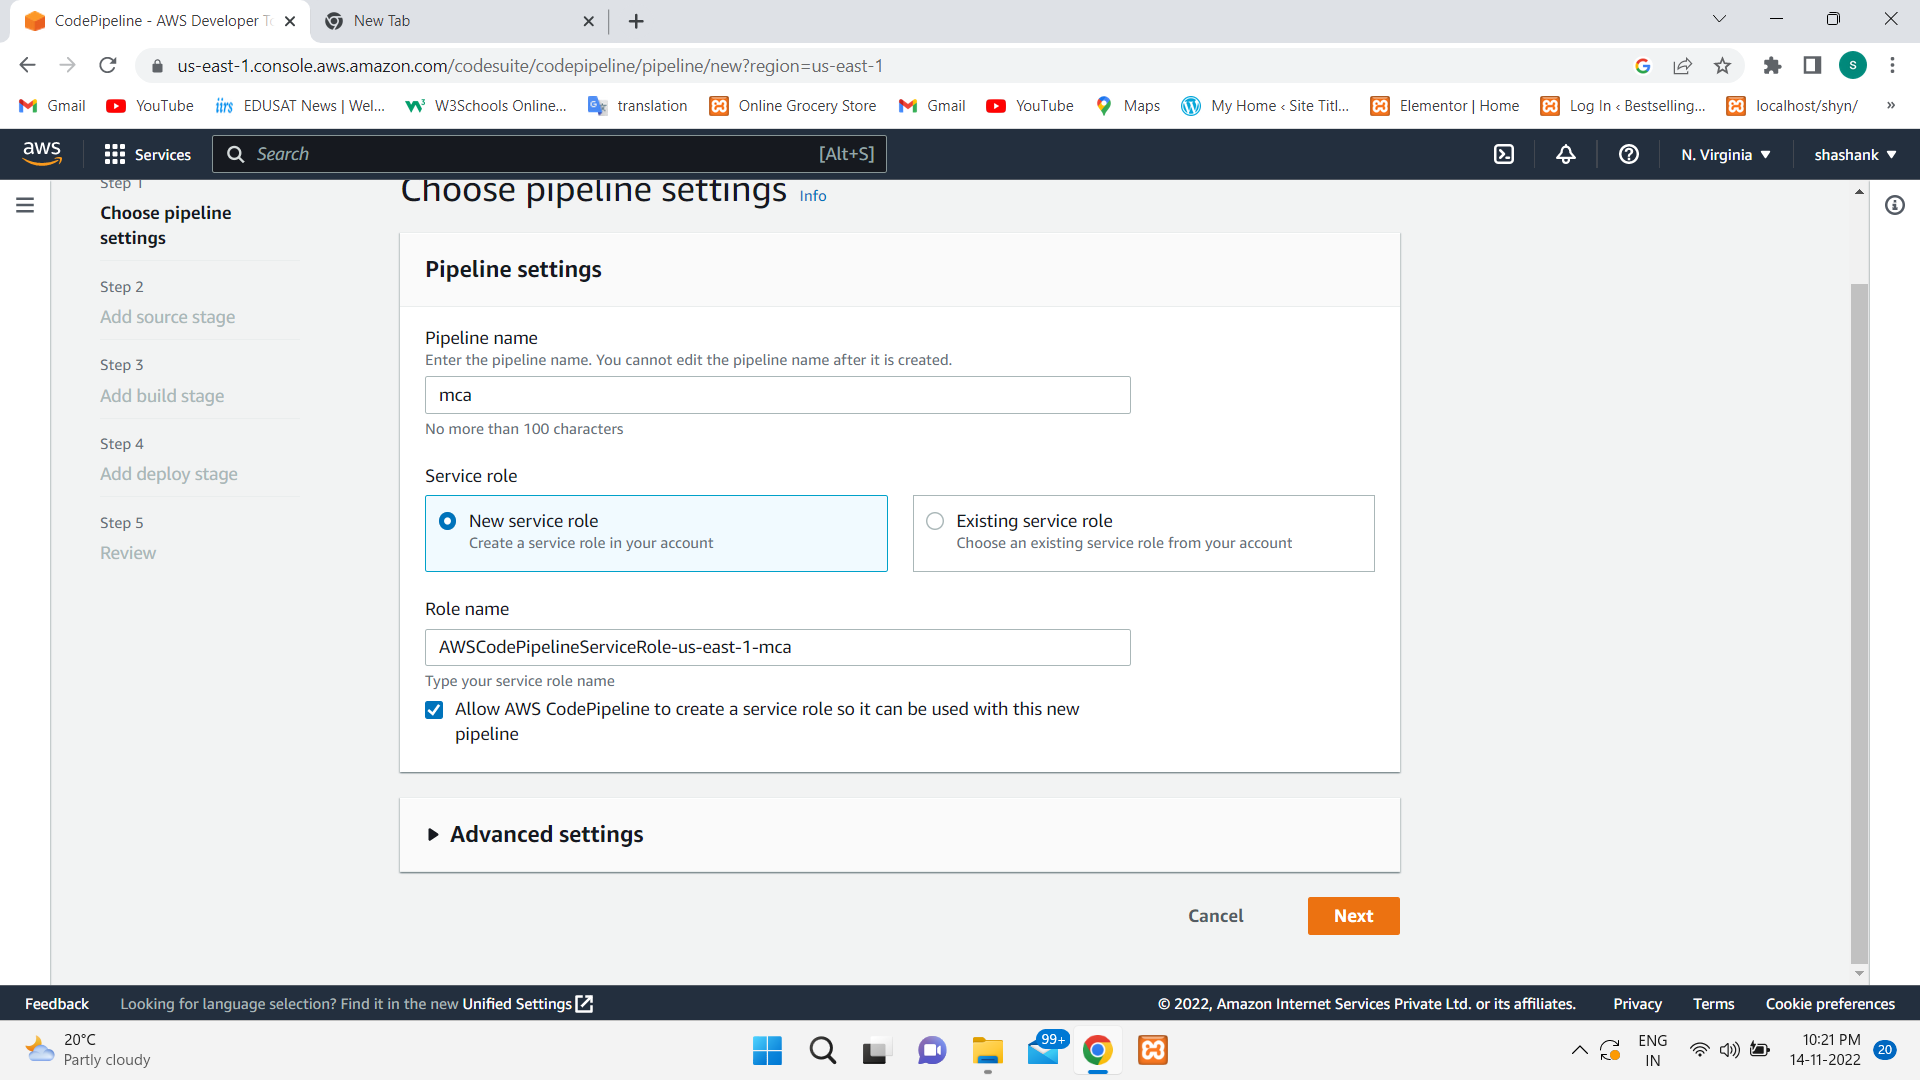 CodePipeline - AWS Developer To
New Tab
us-east-1.console.aws.amazon.com/codesuite/codepipeline/pipeline/new?region=us-east-1
S
Gmail
YouTube
EDUSAT News | Wel...
W3Schools Online...
translation
Online Grocery Store
Gmail
YouTube
Maps
My Home ‹ Site Titl...
Elementor | Home
Log In ‹ Bestselling...
localhost/shyn/
»
aws
Services
Search
[Alt+S]
N. Virginia
shashank
Step 1
Choose pipeline
settings
Step 2
Add source stage
Step 3
Add build stage
Step 4
Add deploy stage
Step 5
Review
Choose pipeline settings
Info
Pipeline settings
Pipeline name
Enter the pipeline name. You cannot edit the pipeline name after it is created.
mca
No more than 100 characters
Service role
New service role
Create a service role in your account
Existing service role
Choose an existing service role from your account
Role name
AWSCodePipelineServiceRole-us-east-1-mca
Type your service role name
Allow AWS CodePipeline to create a service role so it can be used with this new
pipeline
Advanced settings
Cancel
Next
Feedback
Looking for language selection? Find it in the new Unified Settings
© 2022, Amazon Internet Services Private Ltd. or its affiliates.
Privacy
Terms
Cookie preferences
20°C
Partly cloudy
99+
ENG
IN
10:21 PM
14-11-2022
20